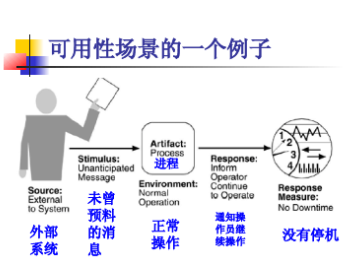 可用性场景的一个例子
Artifact:
Process
进程
Stimulus:
Unanticipated
Message
未曾
预料
的消
息
Response:
Inform
Operator
Continue
to Operate
通知操
作员继
续操作
Source:
External
to System
外部
系统
Environment:
Normal
Operation
正常
操作
1
2
3
4
Response
Measure:
No Downtime
没有停机